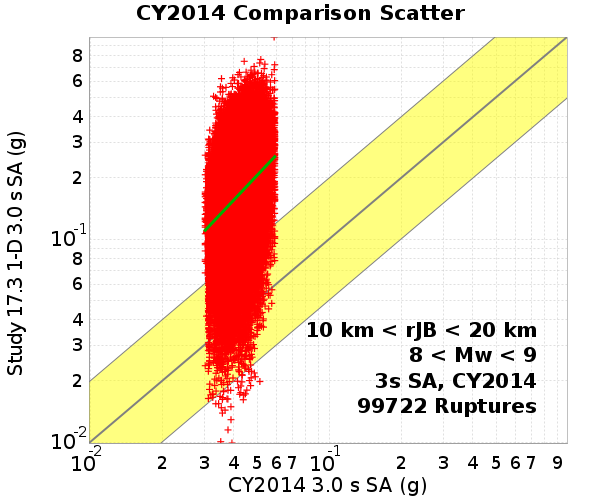 CY2014 Comparison Scatter
Study 17.3 1-D 3.0 s SA (g)
8
6
4
3
2
10-1
8
6
4
3
2
10-2
10 km < rJB < 20 km
8 < Mw < 9
3s SA, CY2014
99722 Ruptures
10-2 2 3 4 5 6 7 10-1 2 3 4 5 6 7 9
CY2014 3.0 s SA (g)